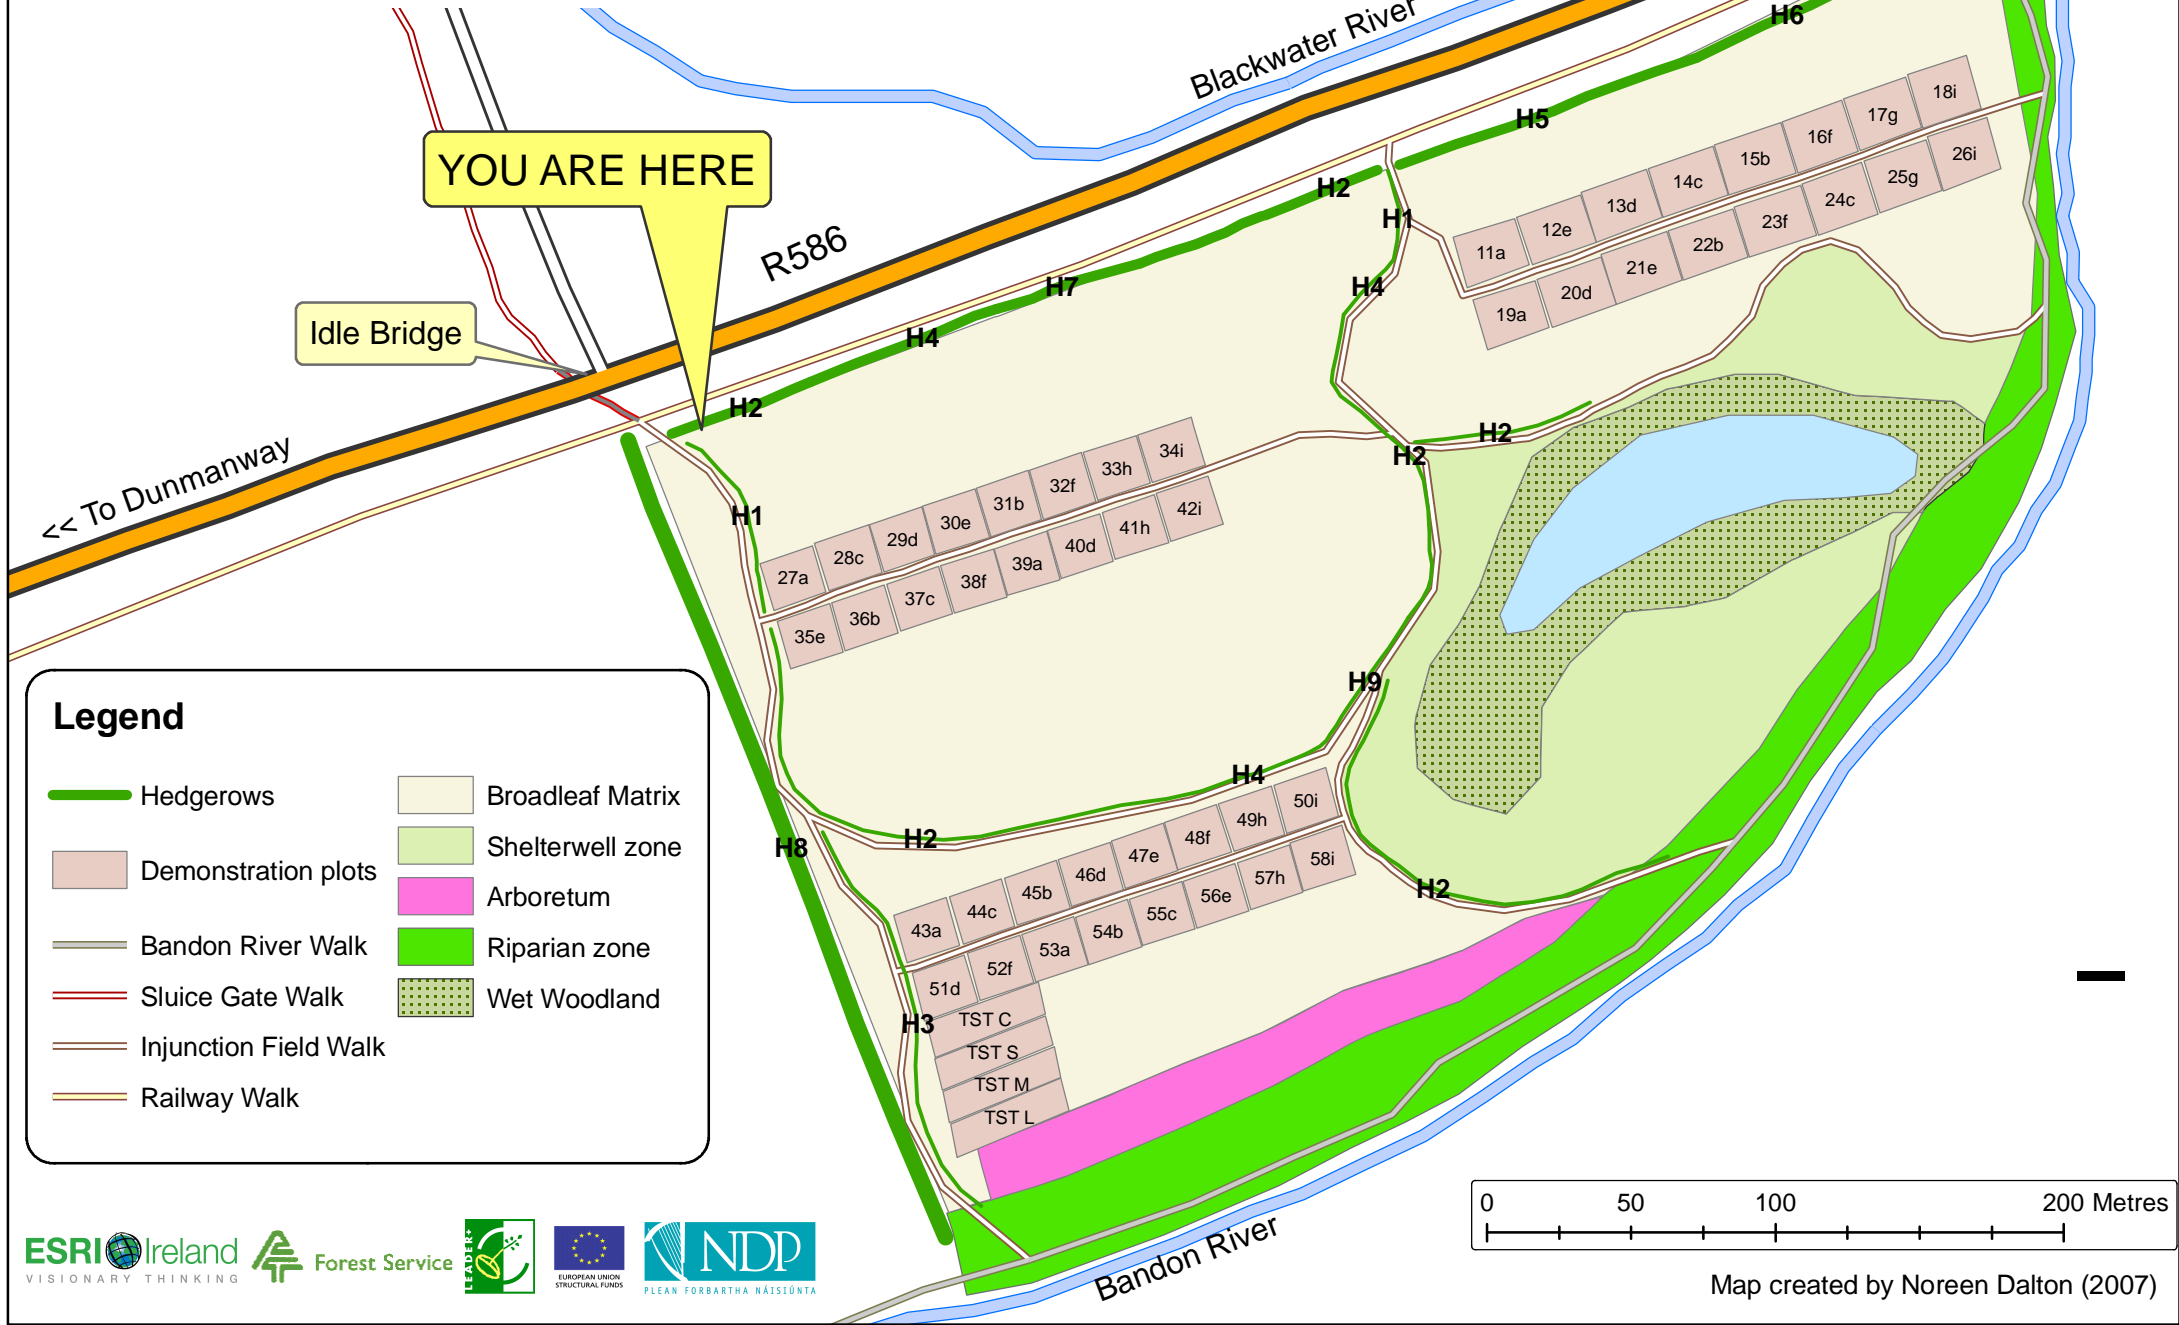 H6
Blackwater River
18i
17g
16f
15b
14c
13d
12e
11a
H5
26i
25g
24c
23f
22b
21e
20d
19a
YOU ARE HERE
H2
H1
R586
H7
H4
H4
Idle Bridge
H2
<< To Dunmanway
H2
H2
34i
33h
32f
31b
30e
29d
28c
27a
H1
42i
41h
40d
39a
38f
37c
36b
35e
H9
H4
H2
H8
50i
49h
48f
47e
46d
45b
44c
43a
58i
57h
56e
55c
54b
53a
52f
51d
H2
H3
TST C
TST S
TST M
TST L
Legend
Hedgerows
Demonstration plots
Bandon River Walk
Sluice Gate Walk
Injunction Field Walk
Railway Walk
Broadleaf Matrix
Shelterwell zone
Arboretum
Riparian zone
Wet Woodland
0 50 100 200 Metres
Bandon River
Map created by Noreen Dalton (2007)
ESRI Ireland
VISIONARY THINKING
Forest Service
LEADER+
EUROPEAN UNION
STRUCTURAL FUNDS
NDP
PLEAN FORBARTHA NÁISIÚNTA